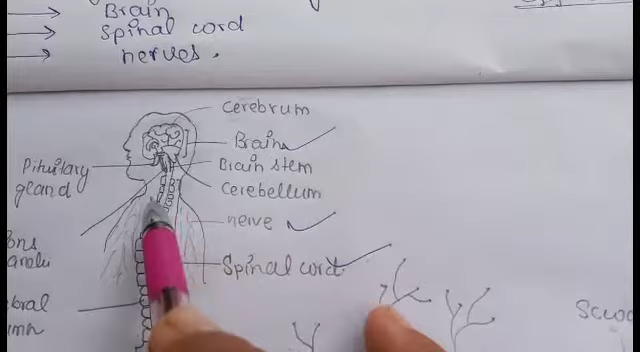 Brain
Spinal cord
nerves.
Cerebrum
Brain
Pituitary
gland
Brain stem
Cerebellum
nerve
Spinal cord